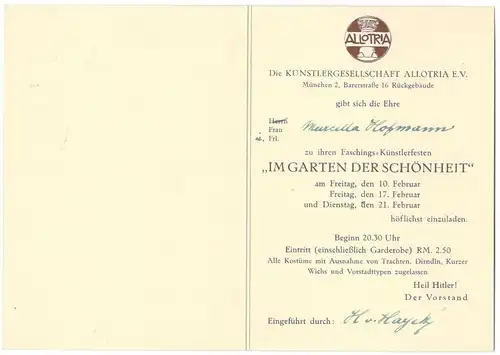 ALLOTRIA
Die KÜNSTLERGESELLSCHAFT ALLOTRIA E.V.
München 2, Barerstraße 16 Rückgebäude
gibt sich die Ehre
Herrn
Frau Marcella Hofmann
u. Frl.
zu ihren Faschings-Künstlerfesten
„IM GARTEN DER SCHÖNHEIT"
am Freitag, den 10. Februar
Freitag, den 17. Februar
und Dienstag, den 21. Februar
höflichst einzuladen.
Beginn 20.30 Uhr
Eintritt (einschließlich Garderobe) RM. 2.50
Alle Kostüme mit Ausnahme von Trachten, Dirndln, Kurzer
Wichs und Vorstadttypen zugelassen.
Heil Hitler!
Der Vorstand
Eingeführt durch: H v. Hayek